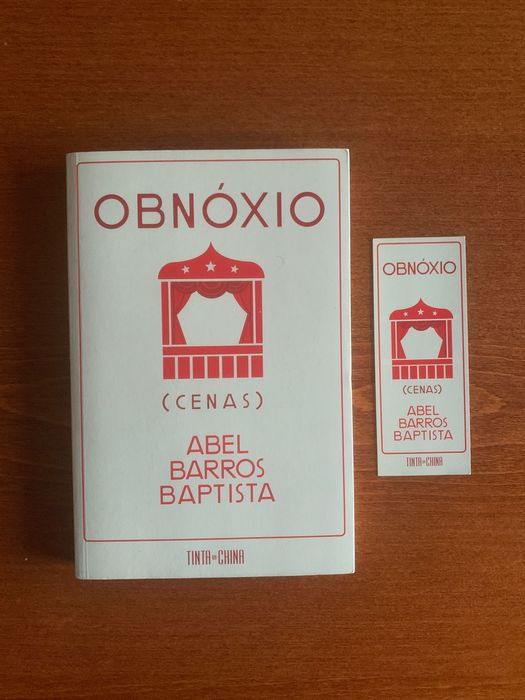 OBNÓXIO
(CENAS)
ABEL
BARROS
BAPTISTA
TINTA DA CHINA
OBNÓXIO
(CENAS)
ABEL
BARROS
BAPTISTA
TINTA DA CHINA